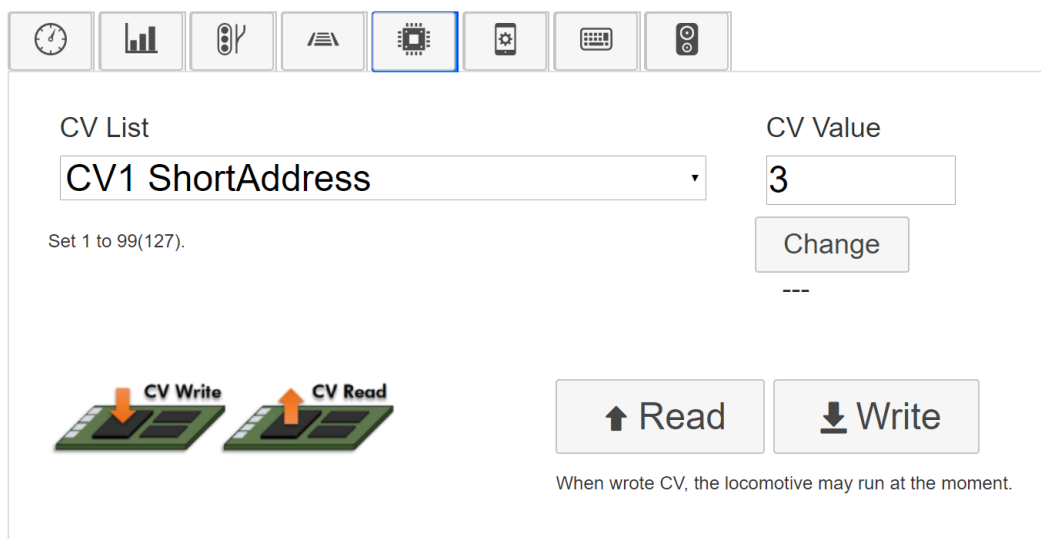 CV List
CV Value
CV1 ShortAddress
3
Set 1 to 99(127).
Change
---
CV Write
CV Read
Read
Write
When wrote CV, the locomotive may run at the moment.